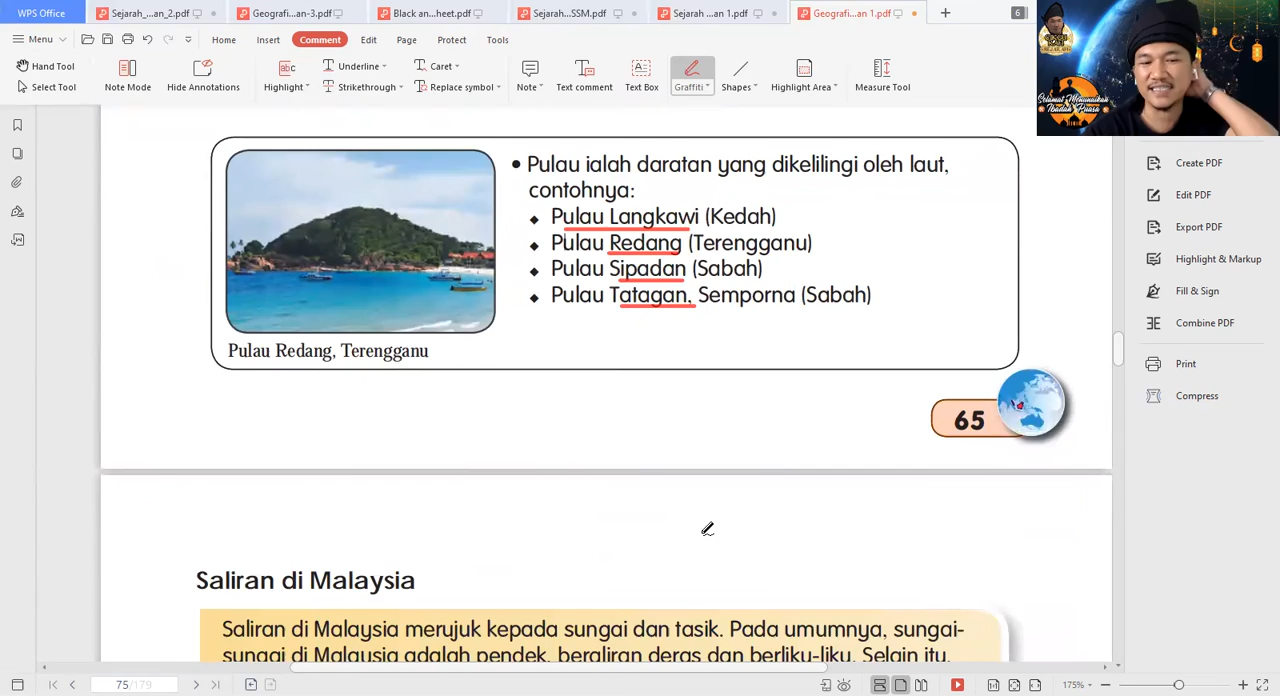 WPS Office
Sejarah_...an_2.pdf
Geografi...an-3.pdf
Black an...heet.pdf
Sejarah...SSM.pdf
Sejarah ...an 1.pdf
Geografi...an 1.pdf
6
Menu
Home
Insert
Comment
Edit
Page
Protect
Tools
Hand Tool
Select Tool
Note Mode
Hide Annotations
Highlight
Underline
Strikethrough
Caret
Replace symbol
Note
Text comment
Text Box
Graffiti
Shapes
Highlight Area
Measure Tool
Selamat Menunaikan
Ibadah Puasa
Create PDF
Edit PDF
Export PDF
Highlight & Markup
Fill & Sign
Combine PDF
Print
Compress
• Pulau ialah daratan yang dikelilingi oleh laut,
contohnya:
◆ Pulau Langkawi (Kedah)
◆ Pulau Redang (Terengganu)
◆ Pulau Sipadan (Sabah)
◆ Pulau Tatagan, Semporna (Sabah)
Pulau Redang, Terengganu
65
Saliran di Malaysia
Saliran di Malaysia merujuk kepada sungai dan tasik. Pada umumnya, sungai-
sungai di Malaysia adalah pendek, beraliran deras dan berliku-liku. Selain itu,
75/179
175%